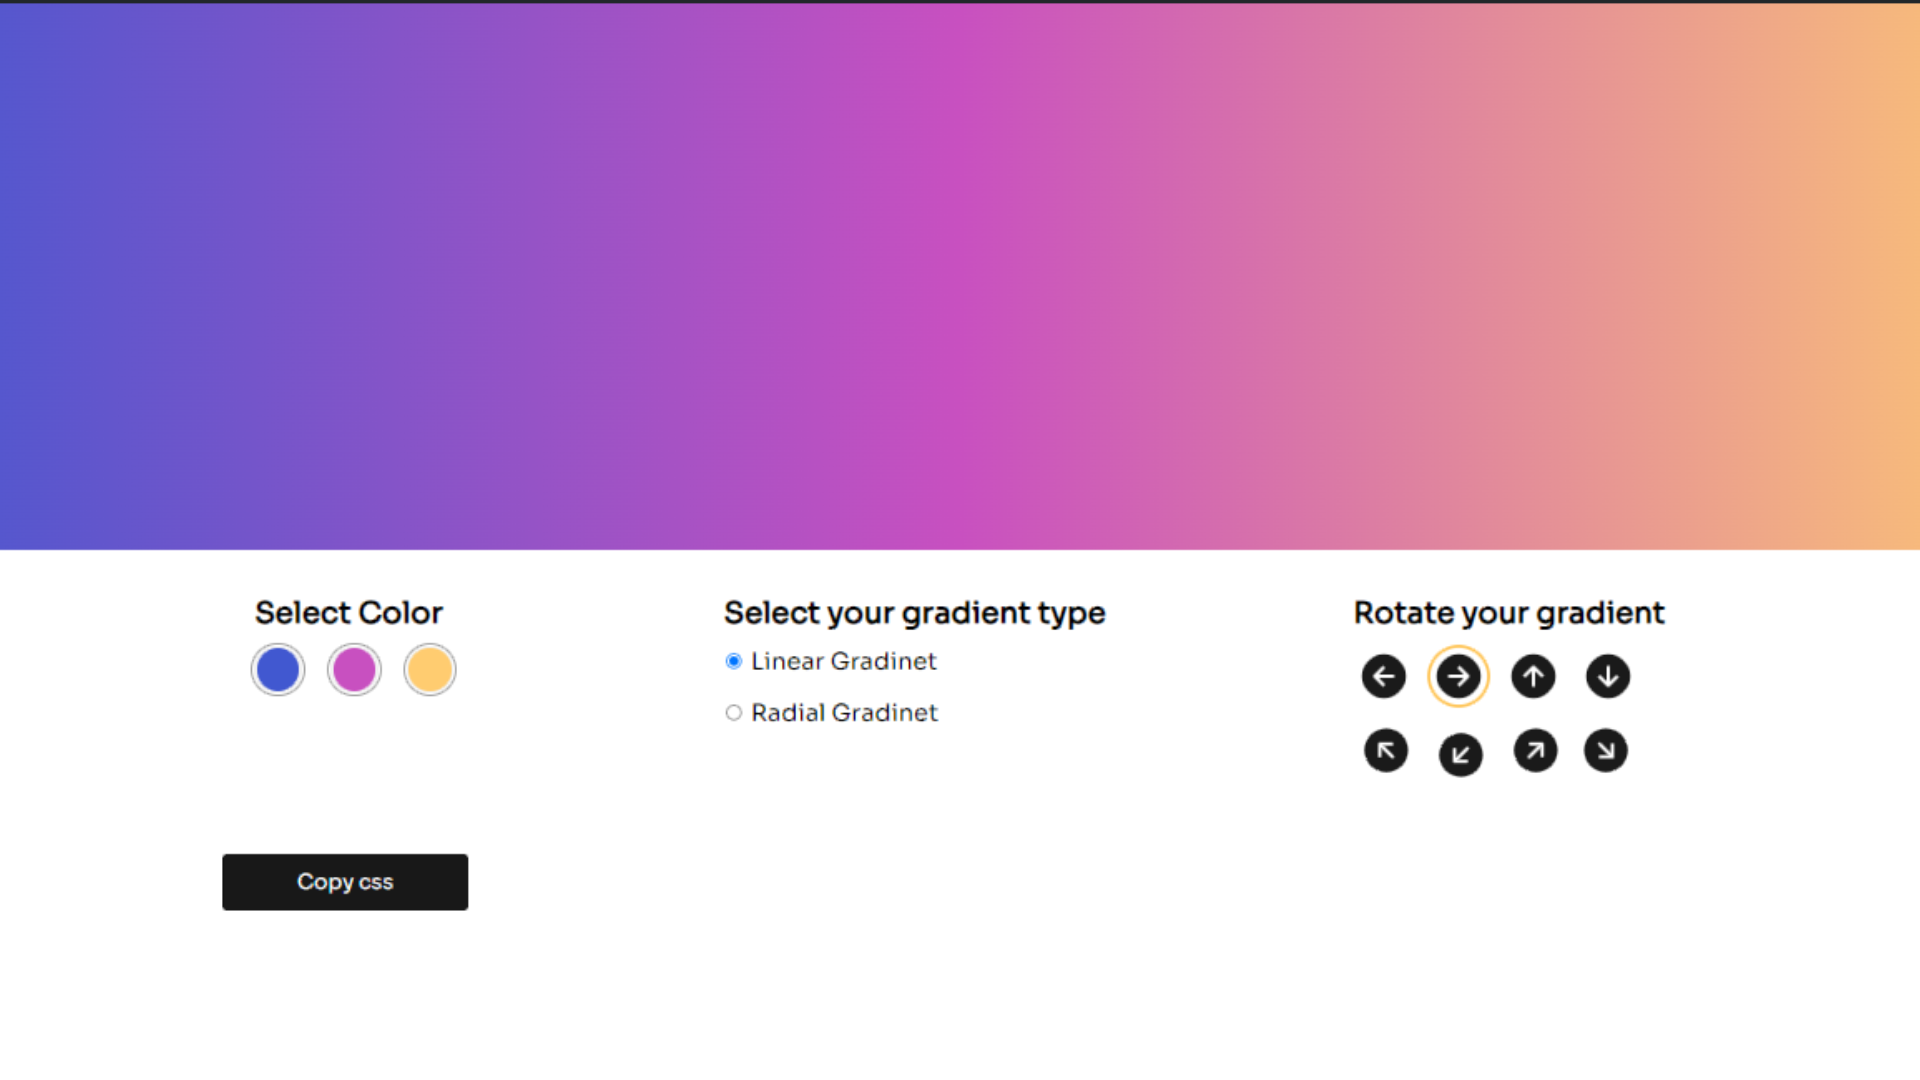 Select Color
Select your gradient type
Linear Gradinet
Radial Gradinet
Rotate your gradient
Copy css